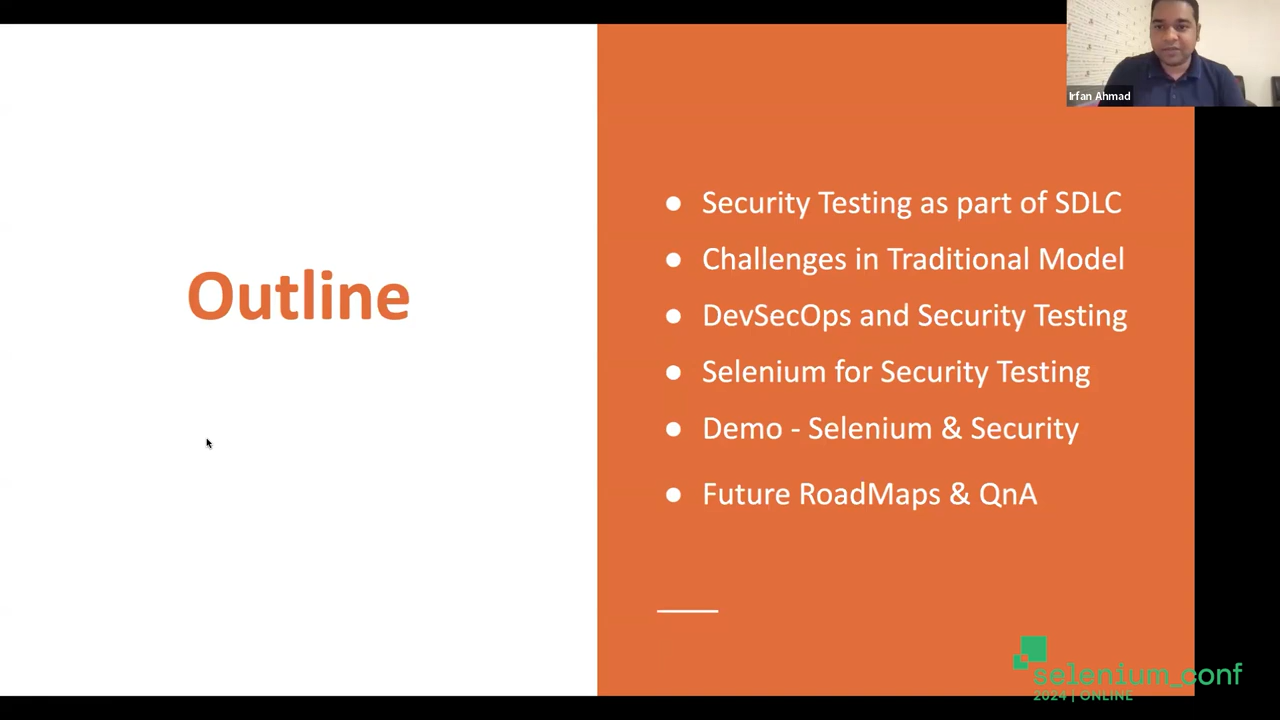 Irfan Ahmad
Outline
● Security Testing as part of SDLC
● Challenges in Traditional Model
● DevSecOps and Security Testing
● Selenium for Security Testing
● Demo - Selenium & Security
● Future RoadMaps & QnA
selenium_conf
2024 | ONLINE